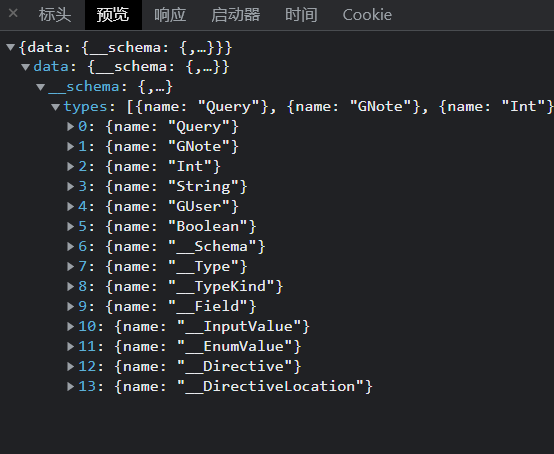 × 标头 预览 响应 启动器 时间 Cookie
▼{data: {__schema: {,…}}}
▼data: {__schema: {,…}}
▼__schema: {,…}
▼types: [{name: "Query"}, {name: "GNote"}, {name: "Int"}
▶0: {name: "Query"}
▶1: {name: "GNote"}
▶2: {name: "Int"}
▶3: {name: "String"}
▶4: {name: "GUser"}
▶5: {name: "Boolean"}
▶6: {name: "__Schema"}
▶7: {name: "__Type"}
▶8: {name: "__TypeKind"}
▶9: {name: "__Field"}
▶10: {name: "__InputValue"}
▶11: {name: "__EnumValue"}
▶12: {name: "__Directive"}
▶13: {name: "__DirectiveLocation"}